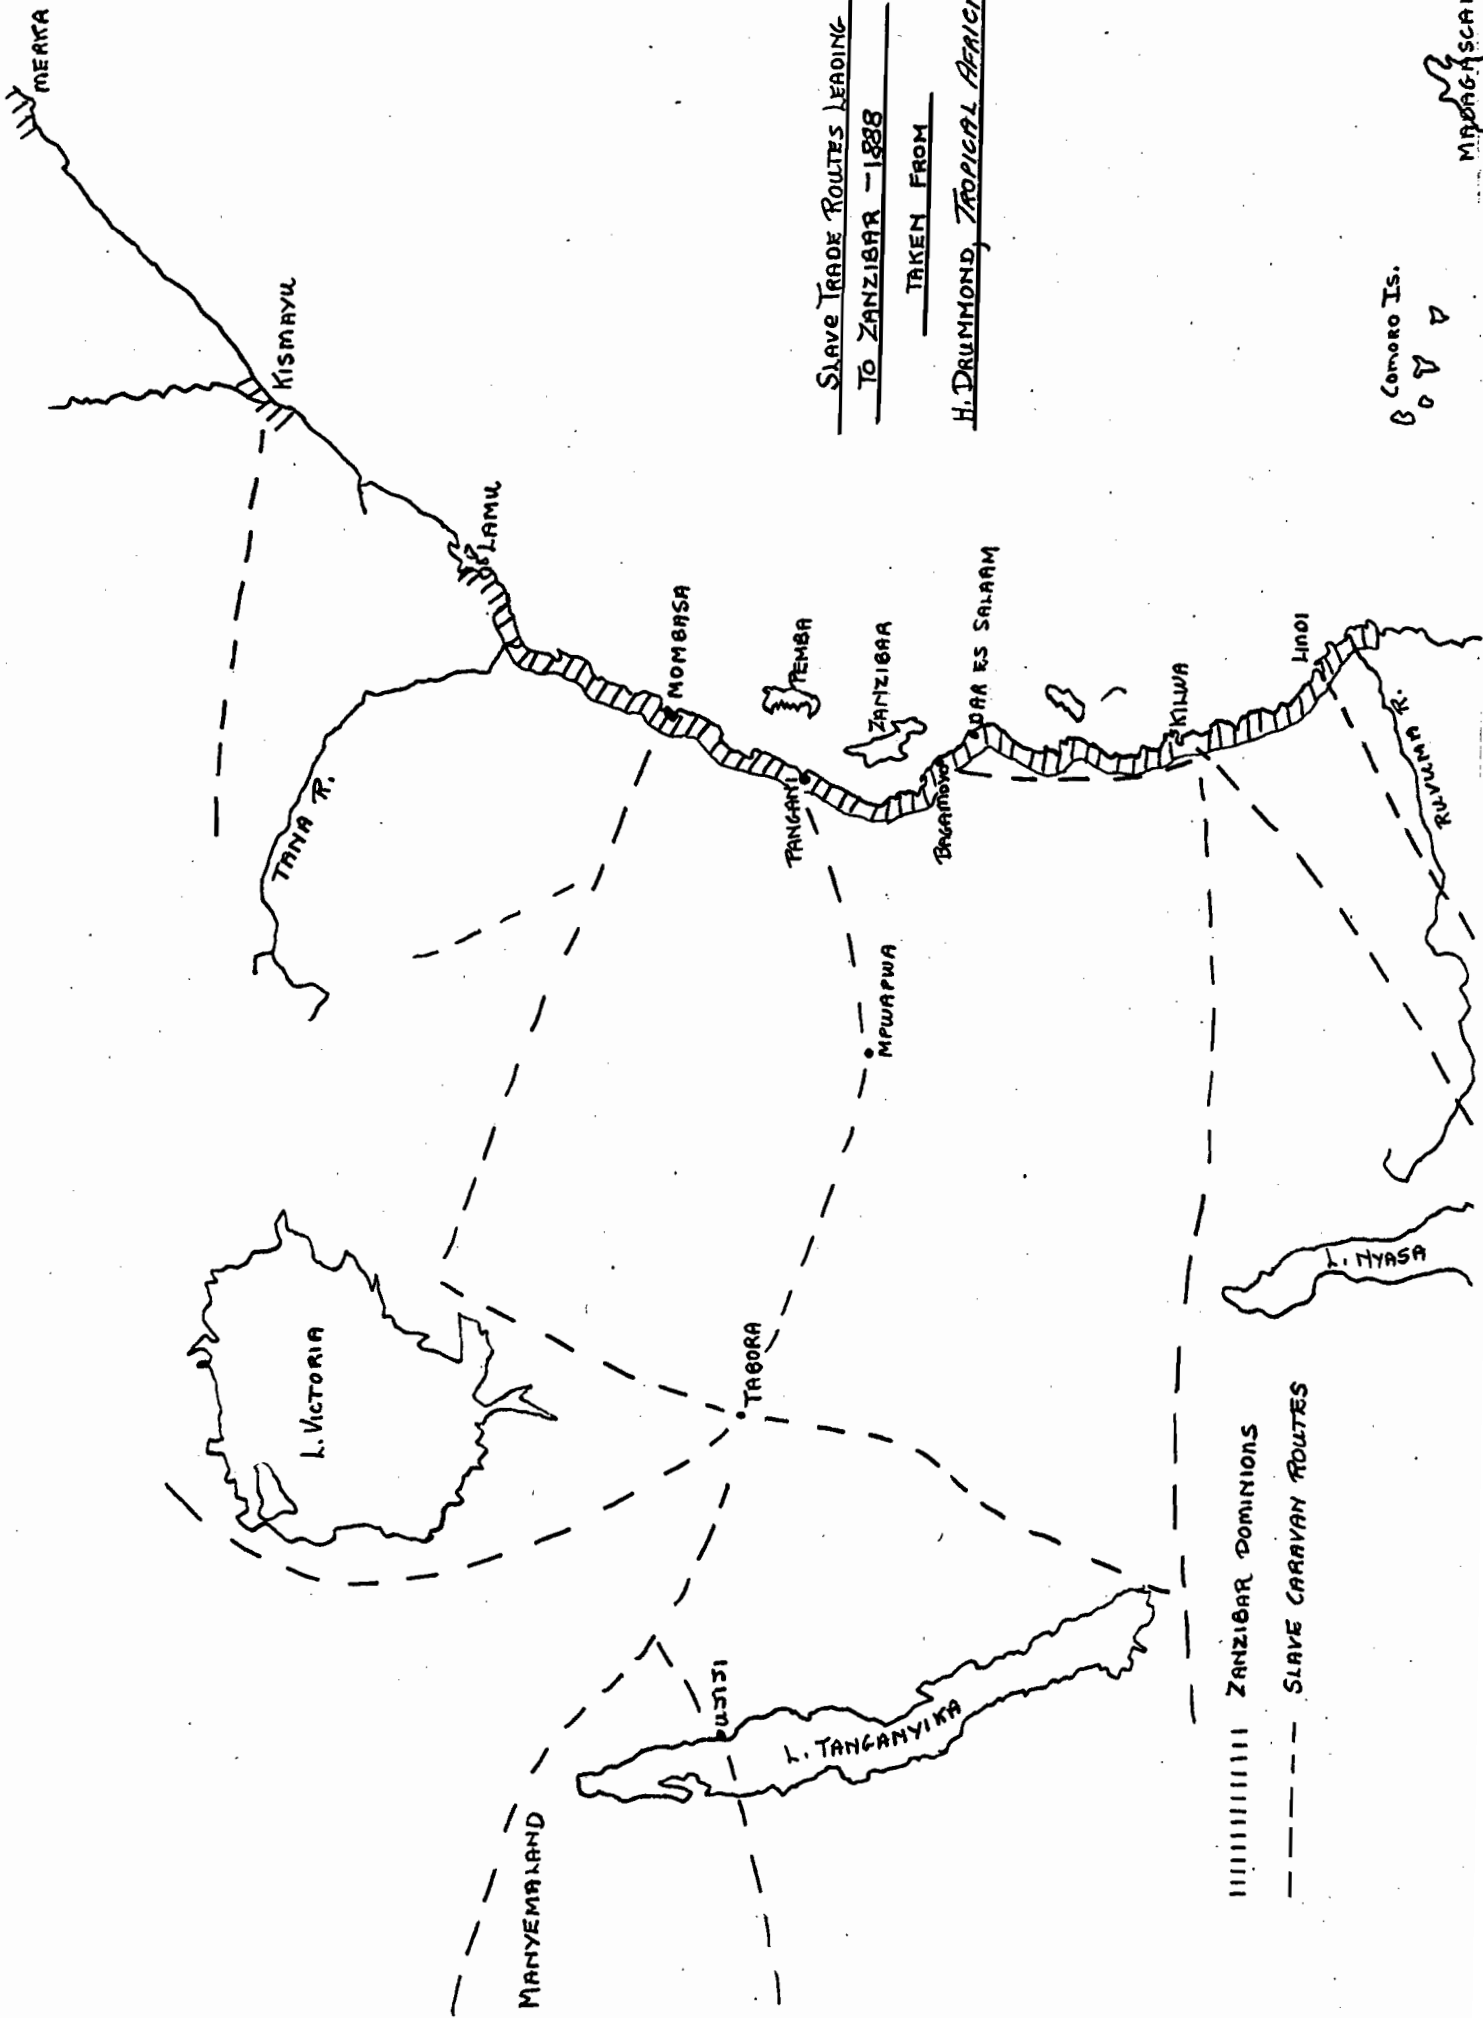 MERKA
KISMAYU
LAMU
TANA R.
MOMBASA
PEMBA
ZANZIBAR
PANGANI
BAGAMOYO
DAR ES SALAAM
KILWA
LINDI
RUVUMA R.
MPWAPWA
L. VICTORIA
TABORA
UJIJI
L. TANGANYIKA
MANYEMALAND
L. NYASA
COMORO IS.
SLAVE TRADE ROUTES LEADING
TO ZANZIBAR - 1888
TAKEN FROM
H. DRUMMOND, TROPICAL AFRIC
ZANZIBAR DOMINIONS
SLAVE CARAVAN ROUTES